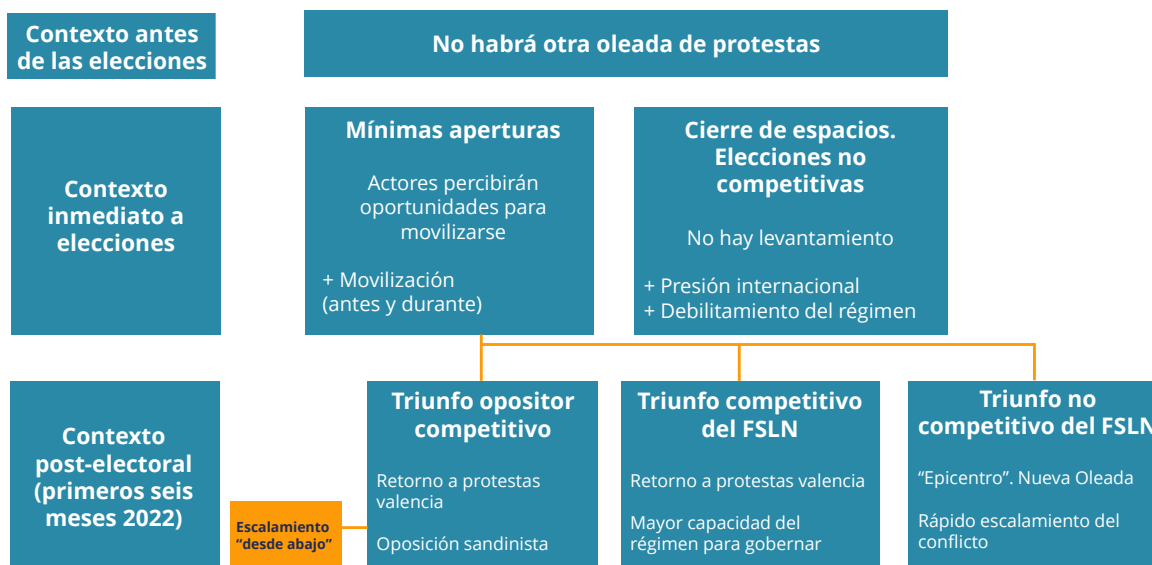 Contexto antes
de las elecciones
No habrá otra oleada de protestas
Contexto
inmediato a
elecciones
Mínimas aperturas
Actores percibirán
oportunidades para
movilizarse
+ Movilización
(antes y durante)
Cierre de espacios.
Elecciones no
competitivas
No hay levantamiento
+ Presión internacional
+ Debilitamiento del régimen
Contexto
post-electoral
(primeros seis
meses 2022)
Escalamiento
“desde abajo”
Triunfo opositor
competitivo
Retorno a protestas
valencia
Oposición sandinista
Triunfo competitivo
del FSLN
Retorno a protestas valencia
Mayor capacidad del
régimen para gobernar
Triunfo no
competitivo del FSLN
“Epicentro”. Nueva Oleada
Rápido escalamiento del
conflicto